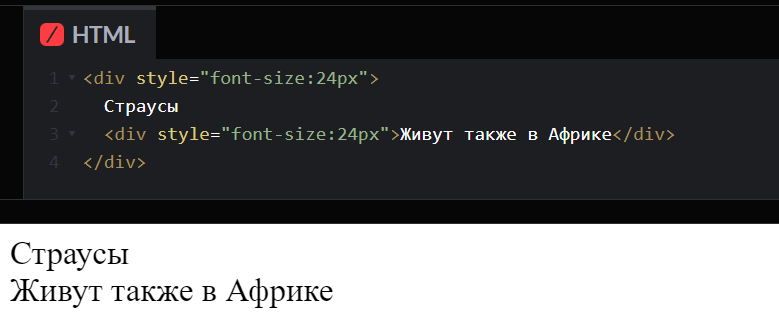 / HTML
1 <div style="font-size:24px">
2 Страусы
3 <div style="font-size:24px">Живут также в Африке</div>
4 </div>
Страусы
Живут также в Африке